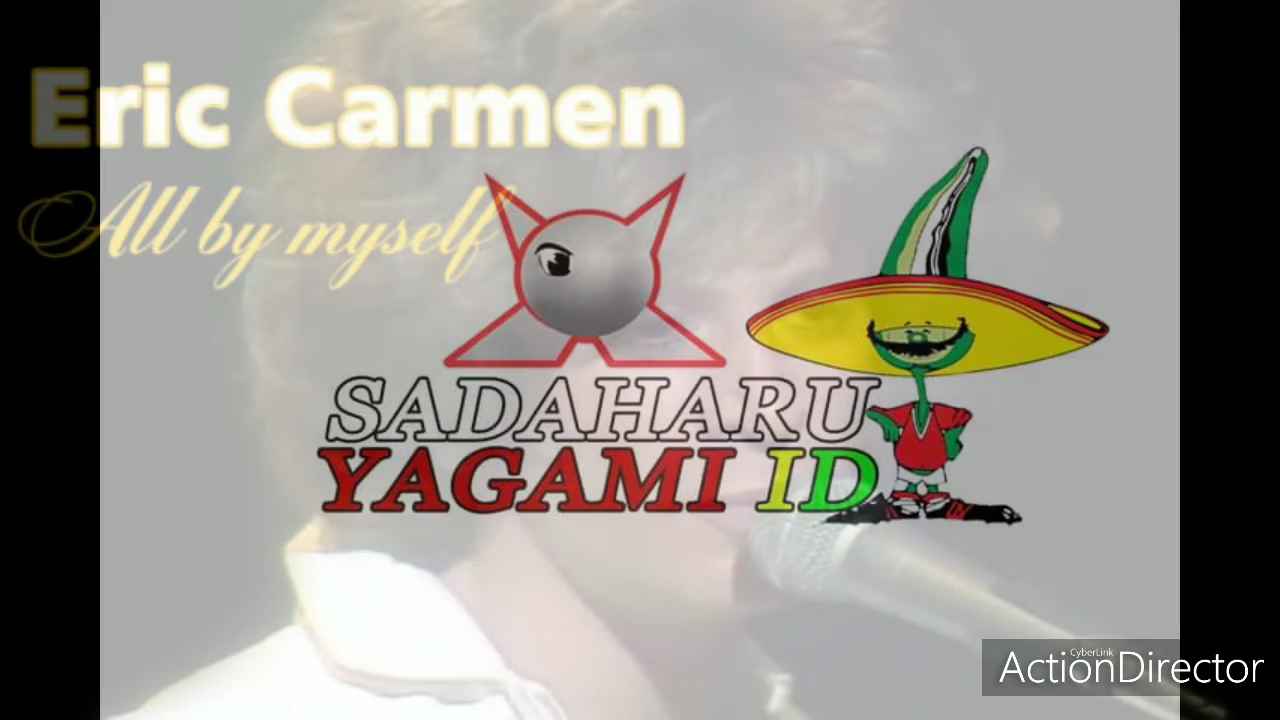 Eric Carmen
All by myself
SADAHARU
YAGAMI ID
CyberLink
ActionDirector